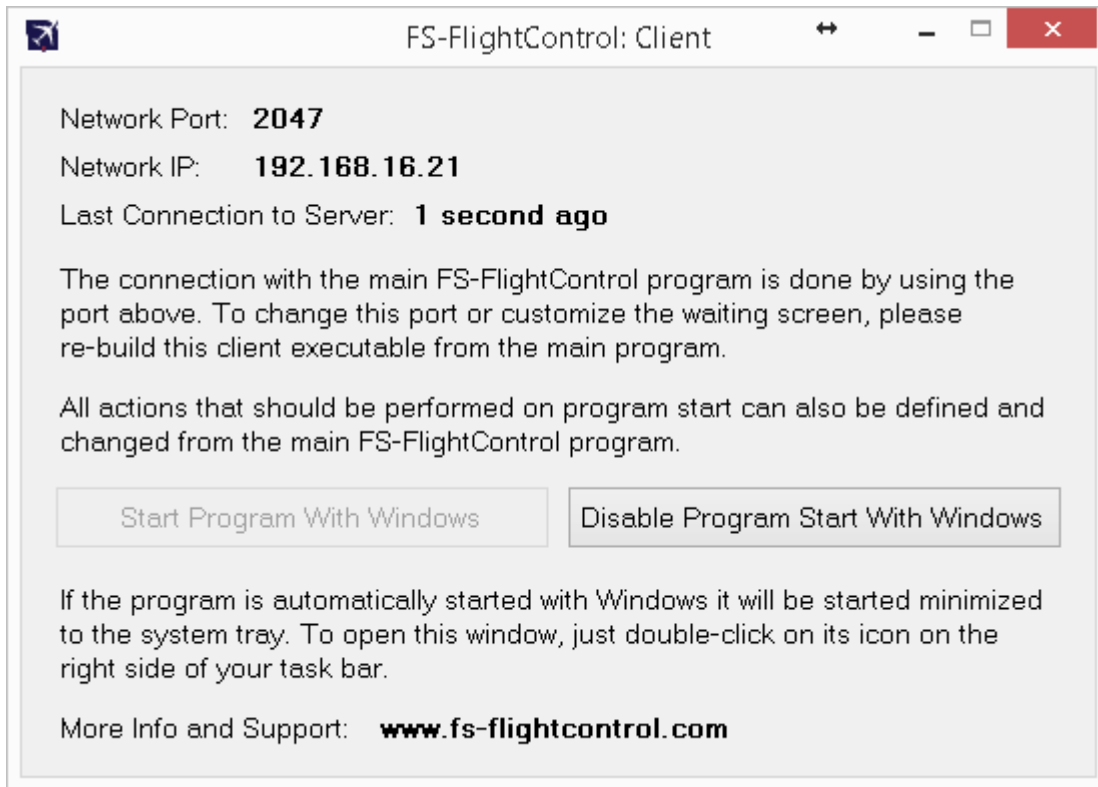 FS-FlightControl: Client
Network Port: 2047
Network IP: 192.168.16.21
Last Connection to Server: 1 second ago
The connection with the main FS-FlightControl program is done by using the
port above. To change this port or customize the waiting screen, please
re-build this client executable from the main program.
All actions that should be performed on program start can also be defined and
changed from the main FS-FlightControl program.
Start Program With Windows
Disable Program Start With Windows
If the program is automatically started with Windows it will be started minimized
to the system tray. To open this window, just double-click on its icon on the
right side of your task bar.
More Info and Support: www.fs-flightcontrol.com